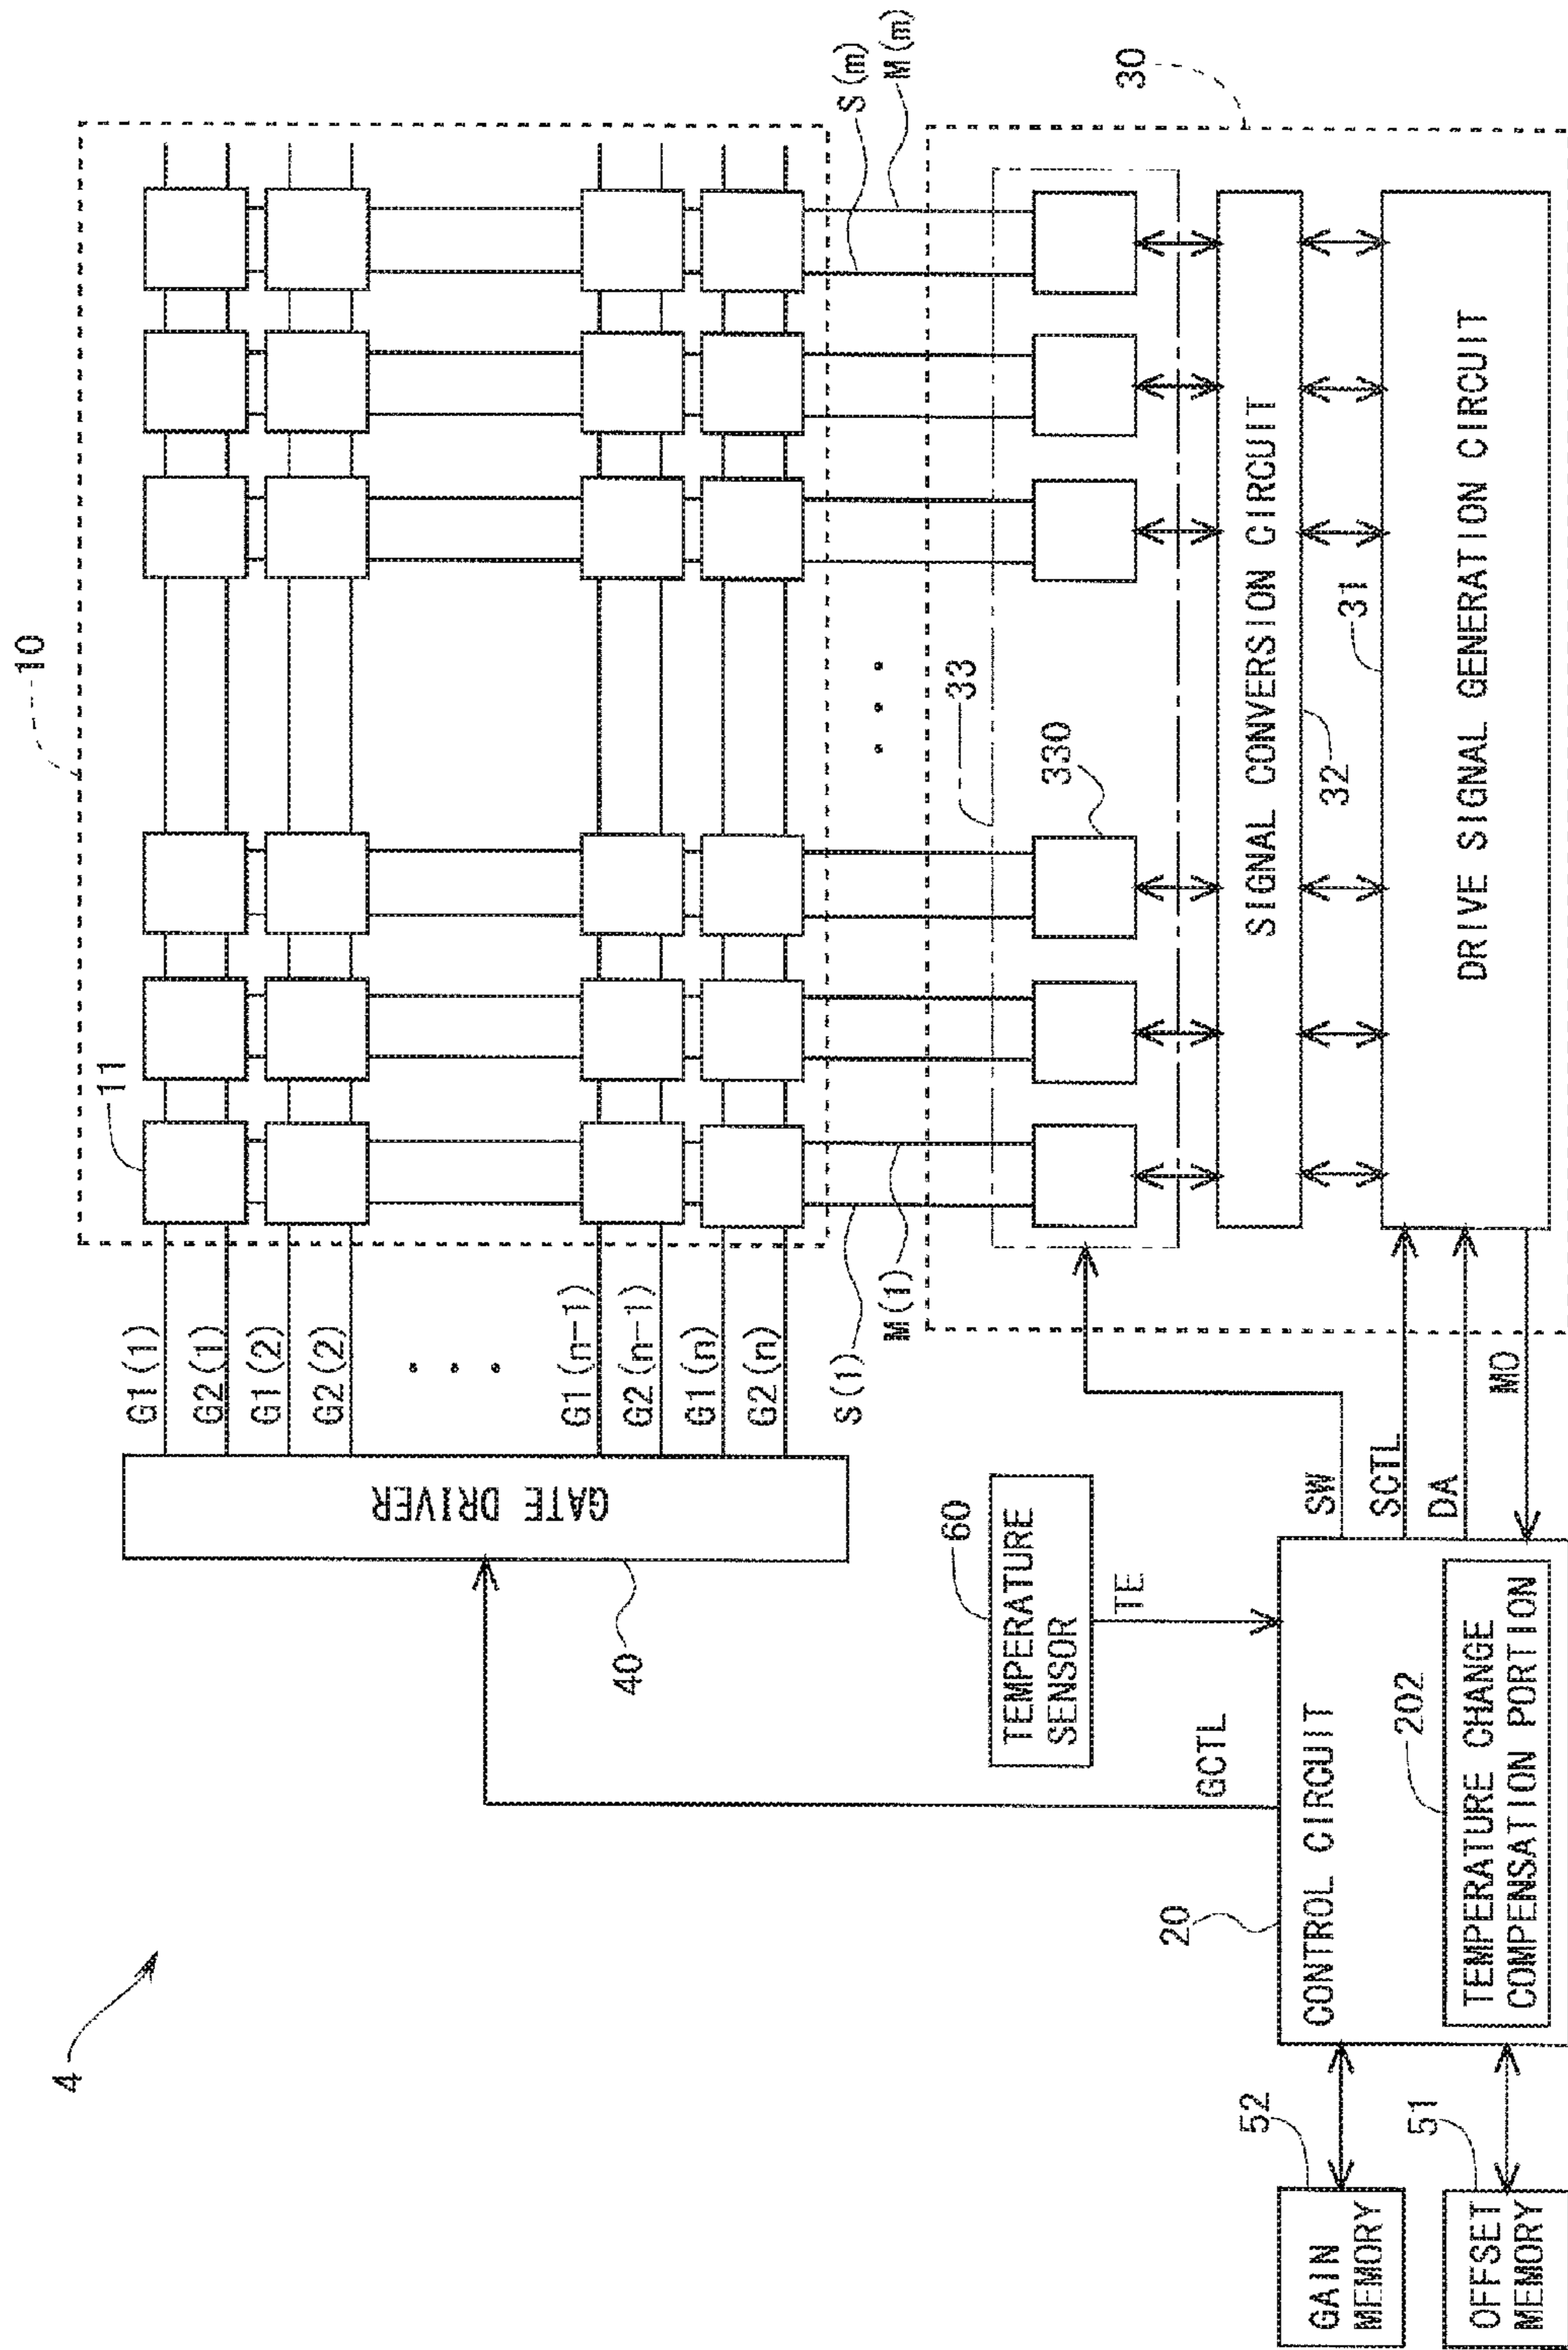 4
10
11
G1(1)
G2(1)
G1(2)
G2(2)
. . .
G1(n-1)
G2(n-1)
G1(n)
G2(n)
GATE DRIVER
40
S(1)
M(1)
. . .
S(m)
M(m)
30
33
330
SIGNAL CONVERSION CIRCUIT
32
31
DRIVE SIGNAL GENERATION CIRCUIT
60
TEMPERATURE
SENSOR
TE
GCTL
SW
SCTL
DA
MO
20
CONTROL CIRCUIT
202
TEMPERATURE CHANGE
COMPENSATION PORTION
52
GAIN
MEMORY
51
OFFSET
MEMORY